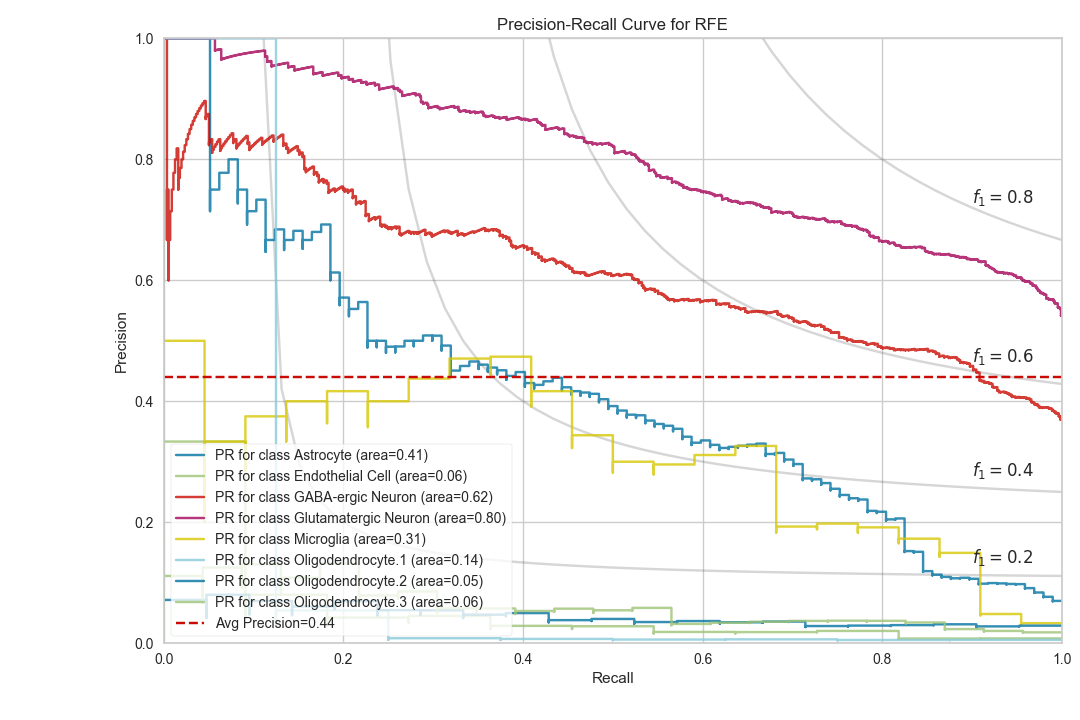 Precision-Recall Curve for RFE
1.0
0.8
0.6
0.4
0.2
0.0
Precision
f1 = 0.8
f1 = 0.6
f1 = 0.4
f1 = 0.2
PR for class Astrocyte (area=0.41)
PR for class Endothelial Cell (area=0.06)
PR for class GABA-ergic Neuron (area=0.62)
PR for class Glutamatergic Neuron (area=0.80)
PR for class Microglia (area=0.31)
PR for class Oligodendrocyte.1 (area=0.14)
PR for class Oligodendrocyte.2 (area=0.05)
PR for class Oligodendrocyte.3 (area=0.06)
Avg Precision=0.44
0.0 0.2 0.4 0.6 0.8 1.0
Recall